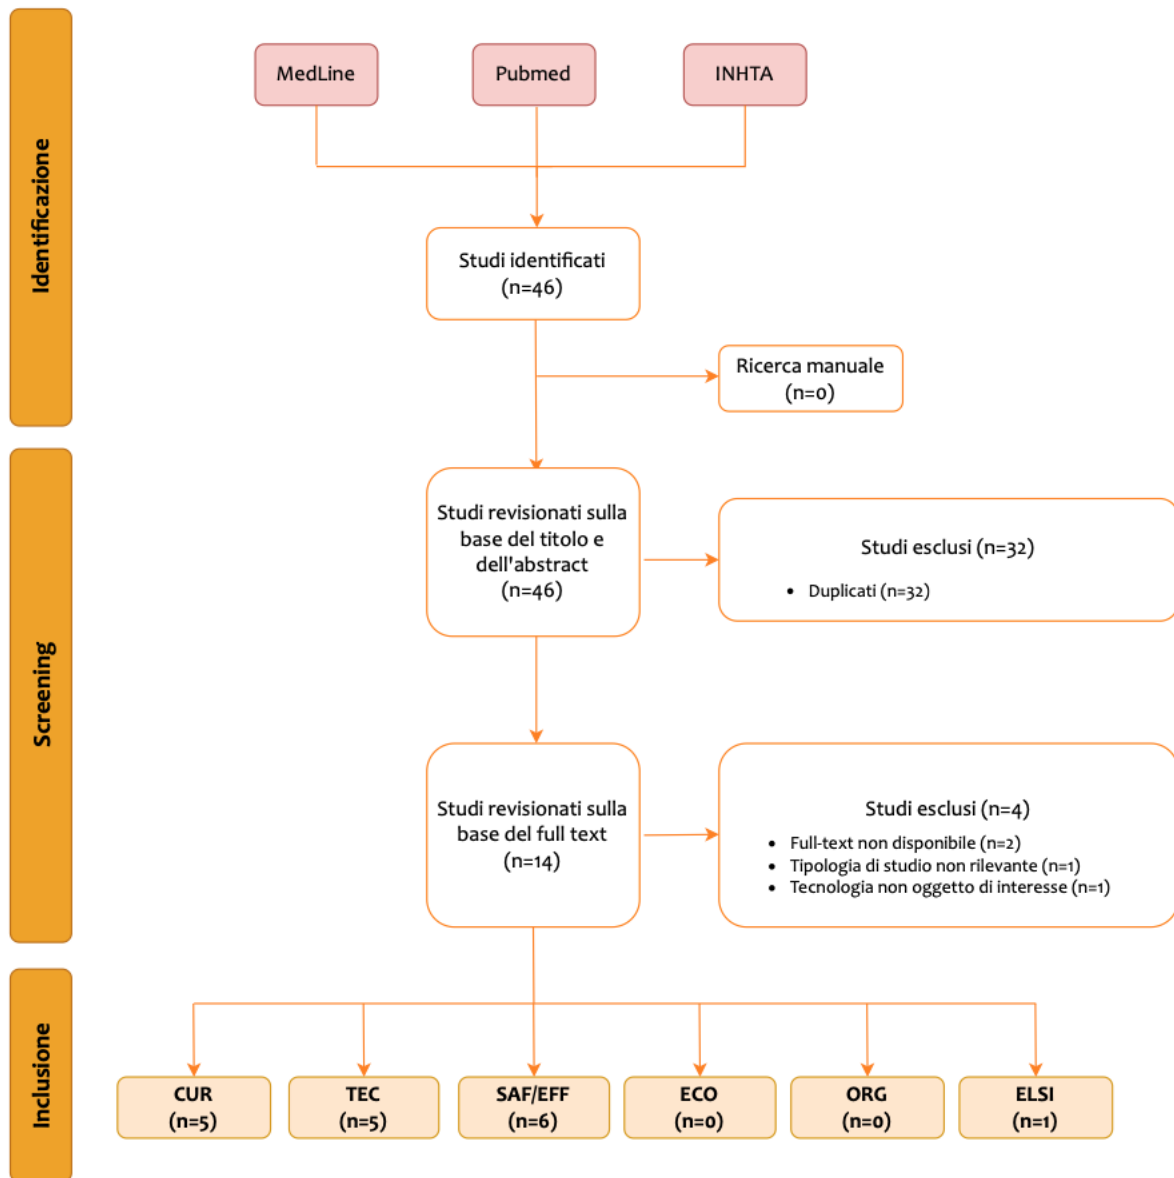 Identificazione
MedLine
Pubmed
INHTA
Studi identificati
(n=46)
Ricerca manuale
(n=0)
Screening
Studi revisionati sulla
base del titolo e
dell'abstract
(n=46)
Studi esclusi (n=32)
• Duplicati (n=32)
Studi revisionati sulla
base del full text
(n=14)
Studi esclusi (n=4)
• Full-text non disponibile (n=2)
• Tipologia di studio non rilevante (n=1)
• Tecnologia non oggetto di interesse (n=1)
Inclusione
CUR
(n=5)
TEC
(n=5)
SAF/EFF
(n=6)
ECO
(n=0)
ORG
(n=0)
ELSI
(n=1)